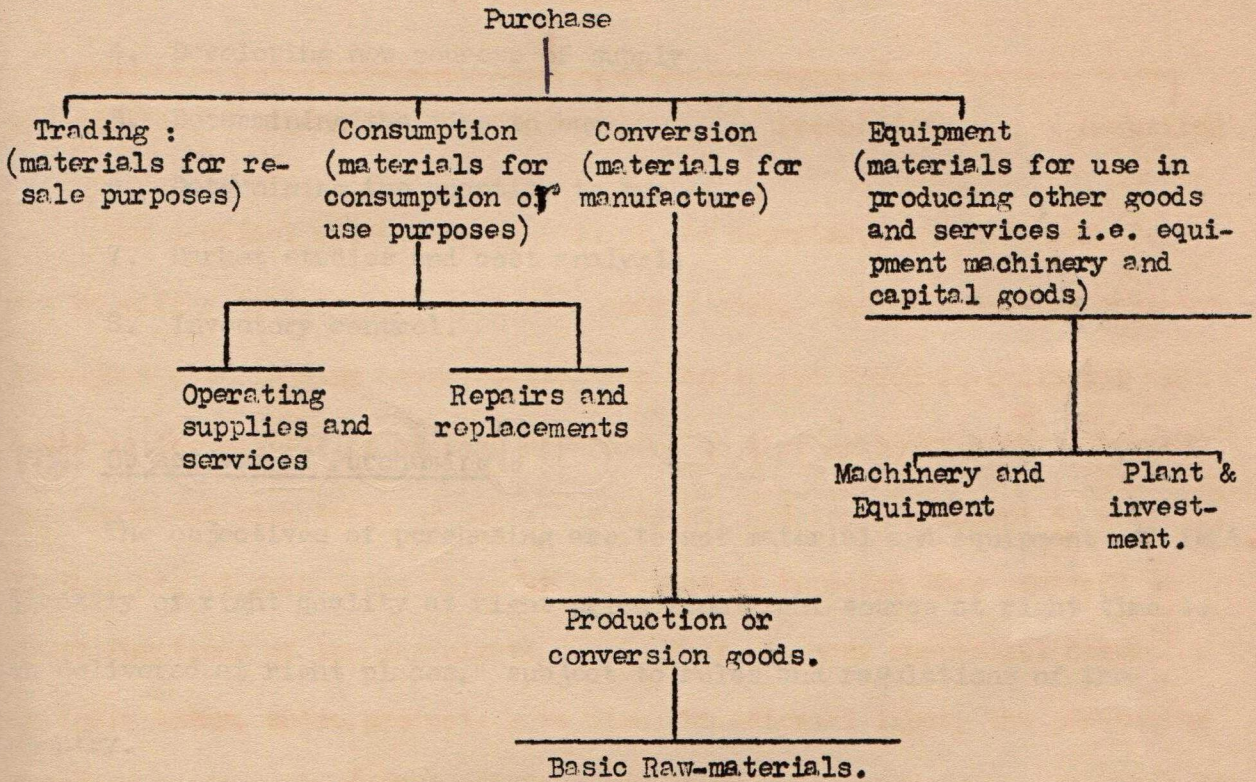 Purchase
Trading :
(materials for re-
sale purposes)
Consumption
(materials for
consumption or
use purposes)
Conversion
(materials for
manufacture)
Equipment
(materials for use in
producing other goods
and services i.e. equi-
pment machinery and
capital goods)
Operating
supplies and
services
Repairs and
replacements
Machinery and
Equipment
Plant &
invest-
ment.
Production or
conversion goods.
Basic Raw-materials.